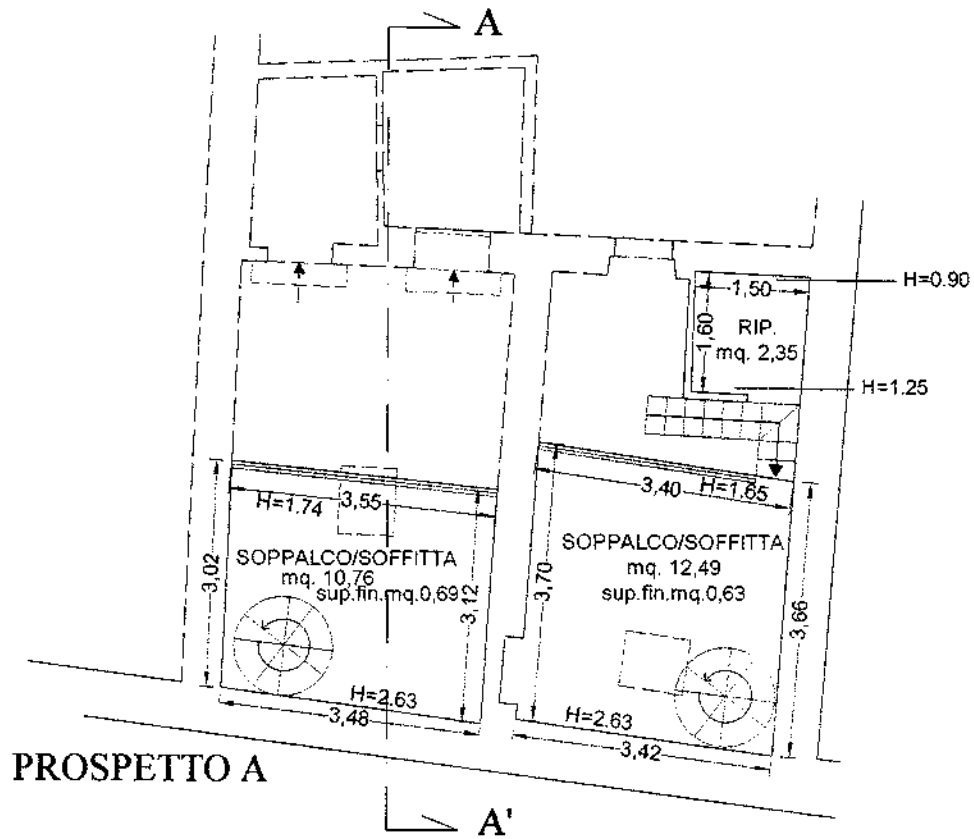 A
H=0.90
1,50
1,60
RIP.
mq. 2,35
H=1.25
H=1.74
3,55
3,40
H=1.65
SOPPALCO/SOFFITTA
mq. 10,76
sup.fin.mq.0,69
3,02
3,12
SOPPALCO/SOFFITTA
mq. 12,49
sup.fin.mq.0,63
3,70
3,66
H=2.63
3,48
H=2.63
3,42
PROSPETTO A
A'